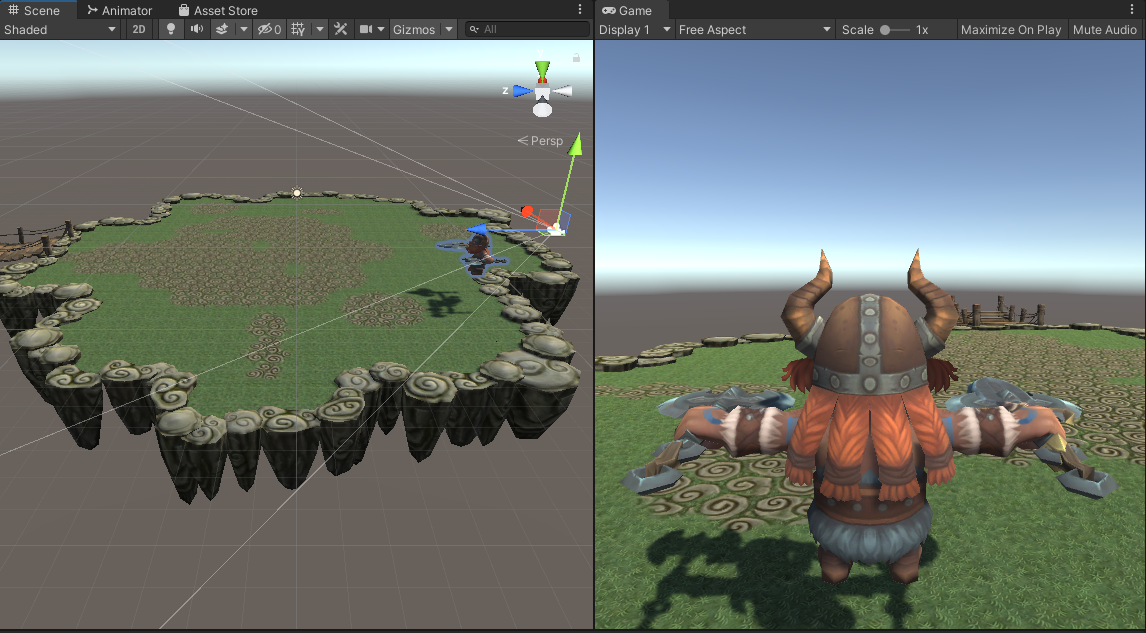 Scene Animator Asset Store
Shaded 2D 0 Gizmos All
z
Persp
Game
Display 1 Free Aspect Scale 1x Maximize On Play Mute Audio